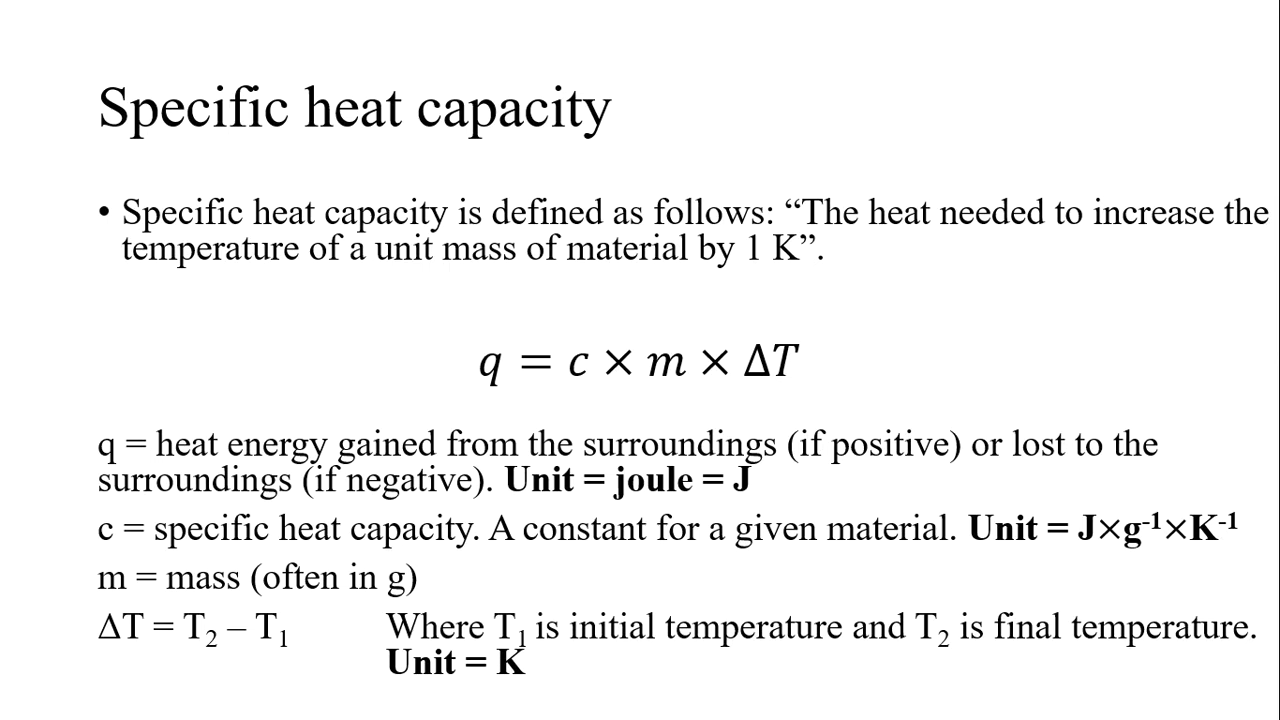 Specific heat capacity
• Specific heat capacity is defined as follows: “The heat needed to increase the
temperature of a unit mass of material by 1 K”.
q = c × m × ΔT
q = heat energy gained from the surroundings (if positive) or lost to the
surroundings (if negative). Unit = joule = J
c = specific heat capacity. A constant for a given material. Unit = J×g⁻¹×K⁻¹
m = mass (often in g)
ΔT = T₂ – T₁ Where T₁ is initial temperature and T₂ is final temperature.
Unit = K